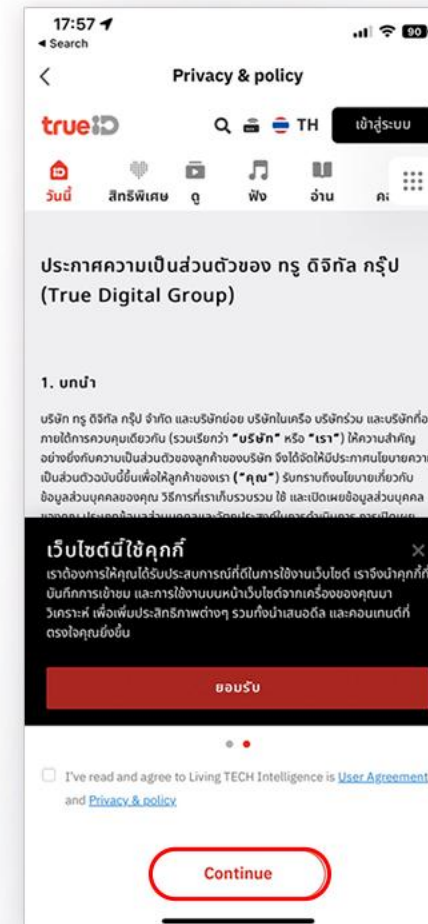 17:57
◀ Search
90
Privacy & policy
trueID
TH
เข้าสู่ระบบ
วันนี้
สิทธิพิเศษ
ดู
ฟัง
อ่าน
ประกาศความเป็นส่วนตัวของ ทรู ดิจิทัล กรุ๊ป
(True Digital Group)
1. บทนำ
บริษัท ทรู ดิจิทัล กรุ๊ป จำกัด และบริษัทย่อย บริษัทในเครือ บริษัทร่วม และบริษัทที่อ
ภายใต้การควบคุมเดียวกัน (รวมเรียกว่า "บริษัท" หรือ "เรา") ให้ความสำคัญ
อย่างยิ่งกับความเป็นส่วนตัวของลูกค้าของบริษัท จึงได้จัดให้มีประกาศนโยบายความ
เป็นส่วนตัวฉบับนี้ขึ้นเพื่อให้ลูกค้าของเรา ("คุณ") รับทราบถึงนโยบายเกี่ยวกับ
ข้อมูลส่วนบุคคลของคุณ วิธีการที่เราเก็บรวบรวม ใช้ และเปิดเผยข้อมูลส่วนบุคคล
เว็บไซต์นี้ใช้คุกกี้
เราต้องการให้คุณได้รับประสบการณ์ที่ดีในการใช้งานเว็บไซต์ เราจึงนำคุกกี้ที่
บันทึกการเข้าชม และการใช้งานบนหน้าเว็บไซต์จากเครื่องของคุณมา
วิเคราะห์ เพื่อเพิ่มประสิทธิภาพต่างๆ รวมทั้งนำเสนอดีล และคอนเทนต์ที่
ตรงใจคุณยิ่งขึ้น
ยอมรับ
I've read and agree to Living TECH Intelligence is User Agreement
and Privacy & policy
Continue